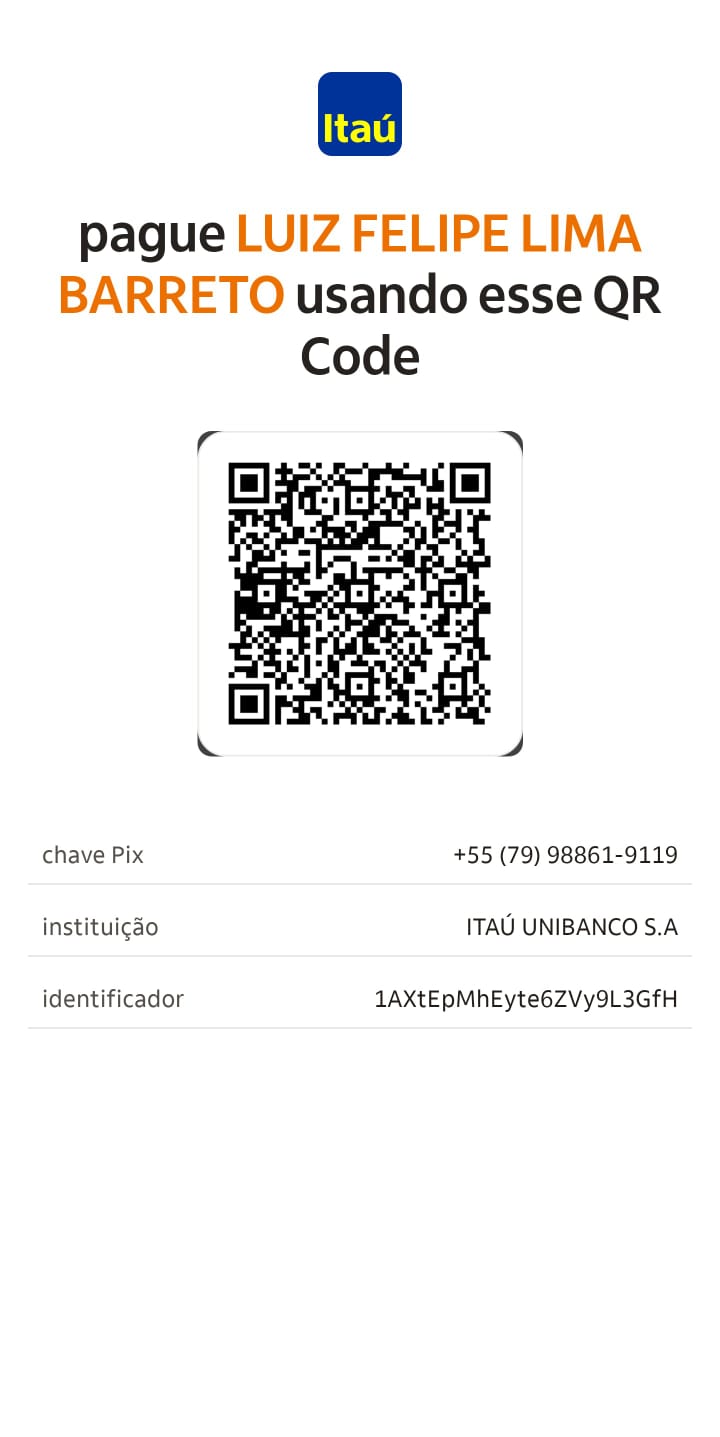 Itaú
pague LUIZ FELIPE LIMA
BARRETO usando esse QR
Code
chave Pix +55 (79) 98861-9119
instituição ITAÚ UNIBANCO S.A
identificador 1AXtEpMhEyte6ZVy9L3GfH